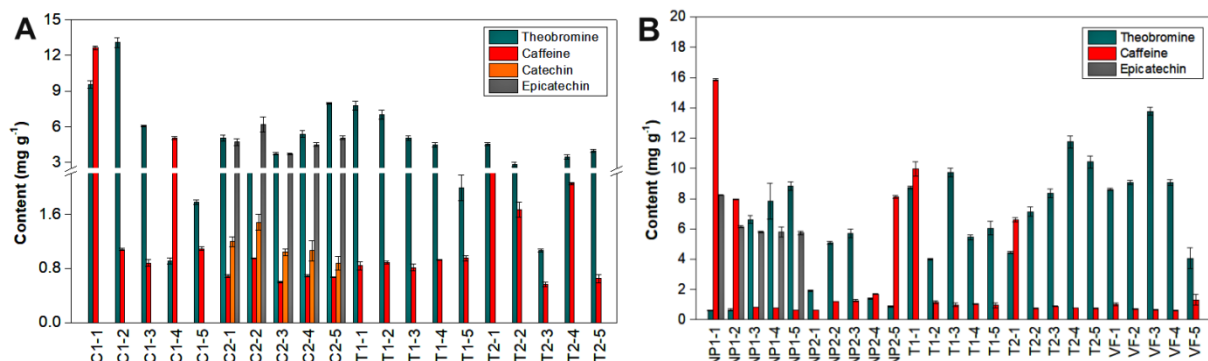 A
Theobromine
Caffeine
Catechin
Epicatechin
Content (mg g-1)
15
12
9
6
3
1.6
0.8
0.0
C1-1
C1-2
C1-3
C1-4
C1-5
C2-1
C2-2
C2-3
C2-4
C2-5
T1-1
T1-2
T1-3
T1-4
T1-5
T2-1
T2-2
T2-3
T2-4
T2-5
B
Theobromine
Caffeine
Epicatechin
Content (mg g-1)
20
18
16
14
12
10
8
6
4
2
0
NP1-1
NP1-2
NP1-3
NP1-4
NP1-5
NP2-1
NP2-2
NP2-3
NP2-4
NP2-5
T1-1
T1-2
T1-3
T1-4
T1-5
T2-1
T2-2
T2-3
T2-4
T2-5
VF-1
VF-2
VF-3
VF-4
VF-5